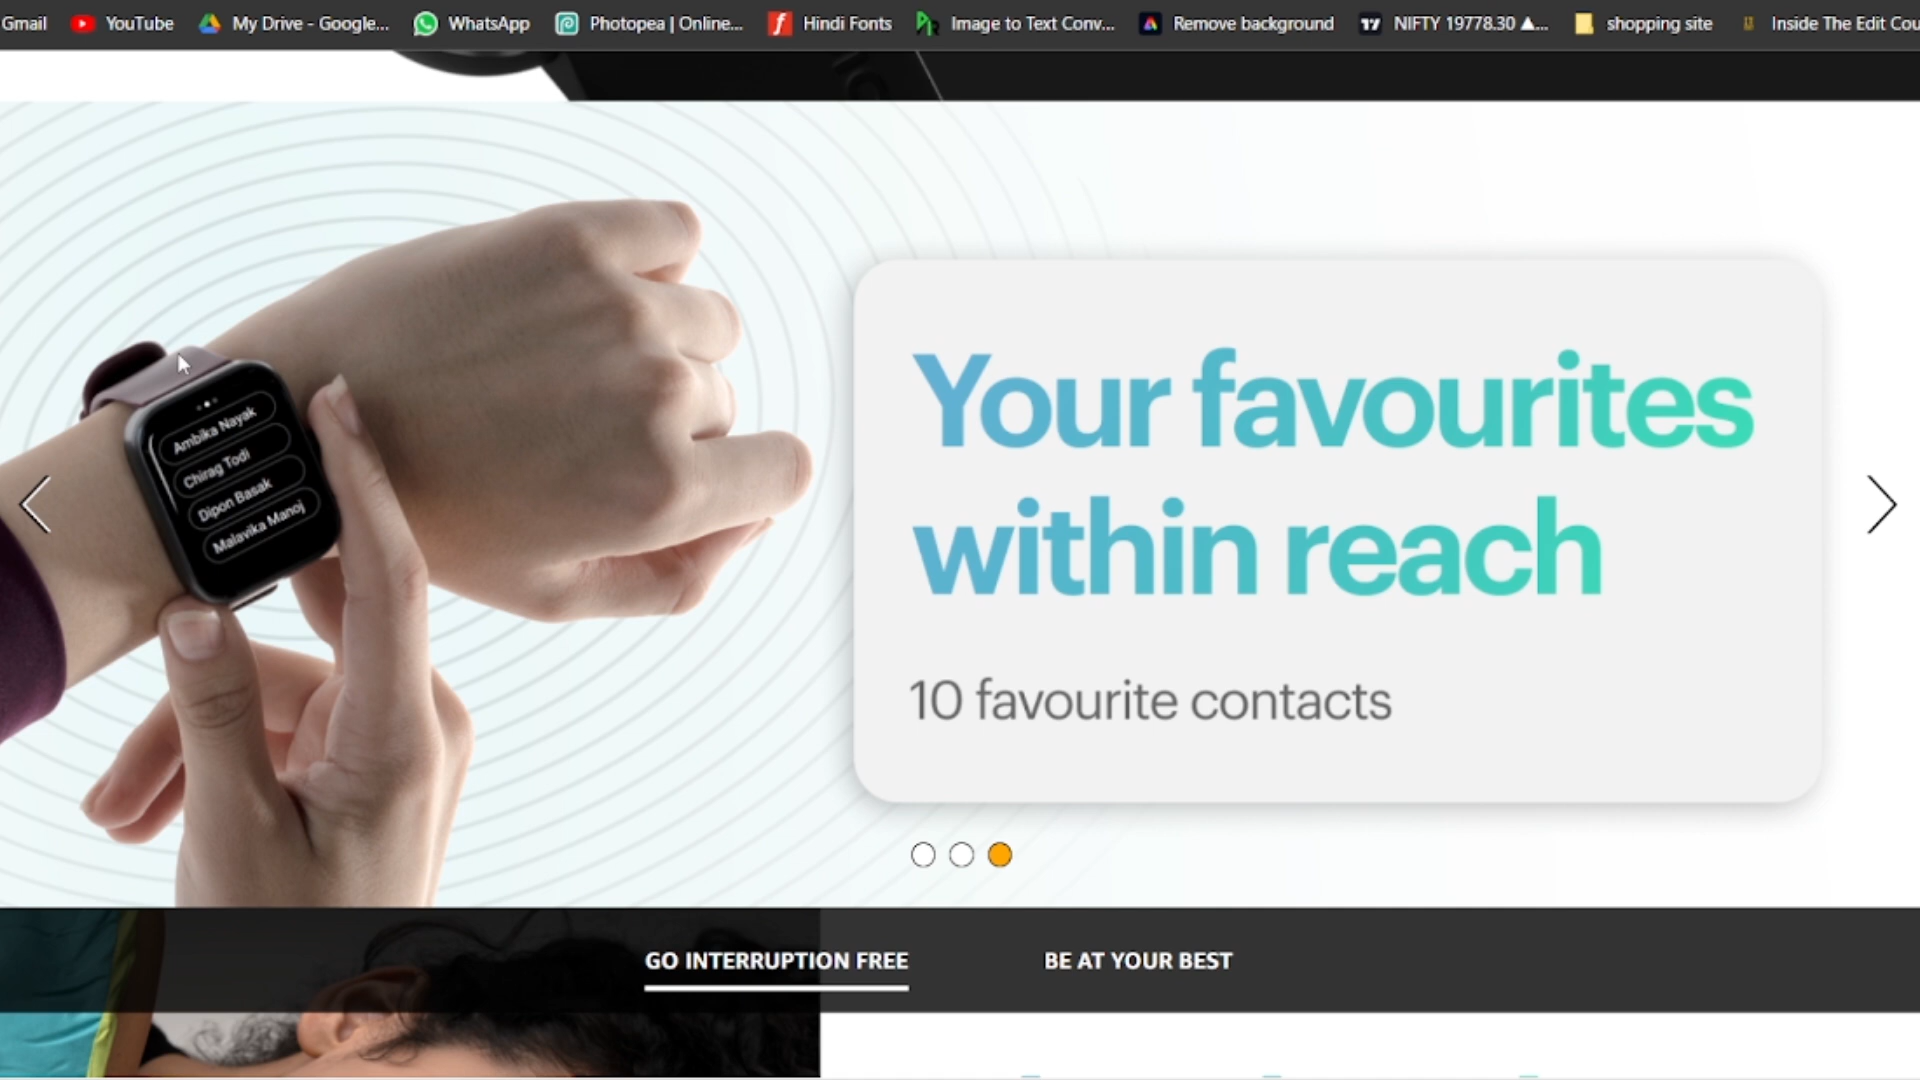 Gmail YouTube My Drive - Google... WhatsApp Photopea | Online... Hindi Fonts Image to Text Conv... Remove background NIFTY 19778.30 ▲... shopping site Inside The Edit Cou
Ambika Nayak
Chirag Todi
Dipon Basak
Malavika Manoj
Your favourites
within reach
10 favourite contacts
GO INTERRUPTION FREE BE AT YOUR BEST